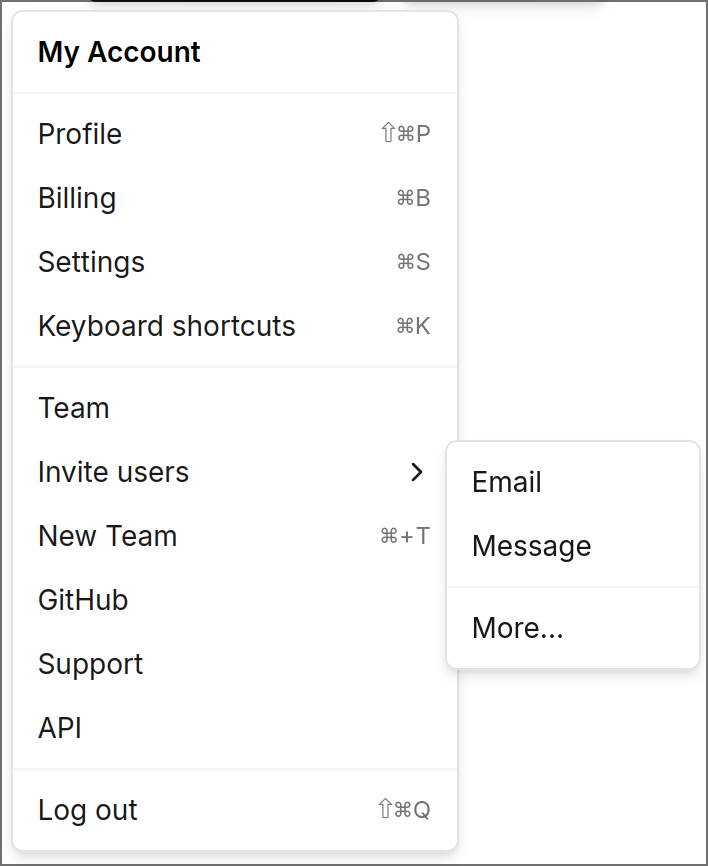 My Account
Profile ⇧⌘P
Billing ⌘B
Settings ⌘S
Keyboard shortcuts ⌘K
Team
Invite users
New Team ⌘+T
GitHub
Support
API
Log out ⇧⌘Q
Email
Message
More...